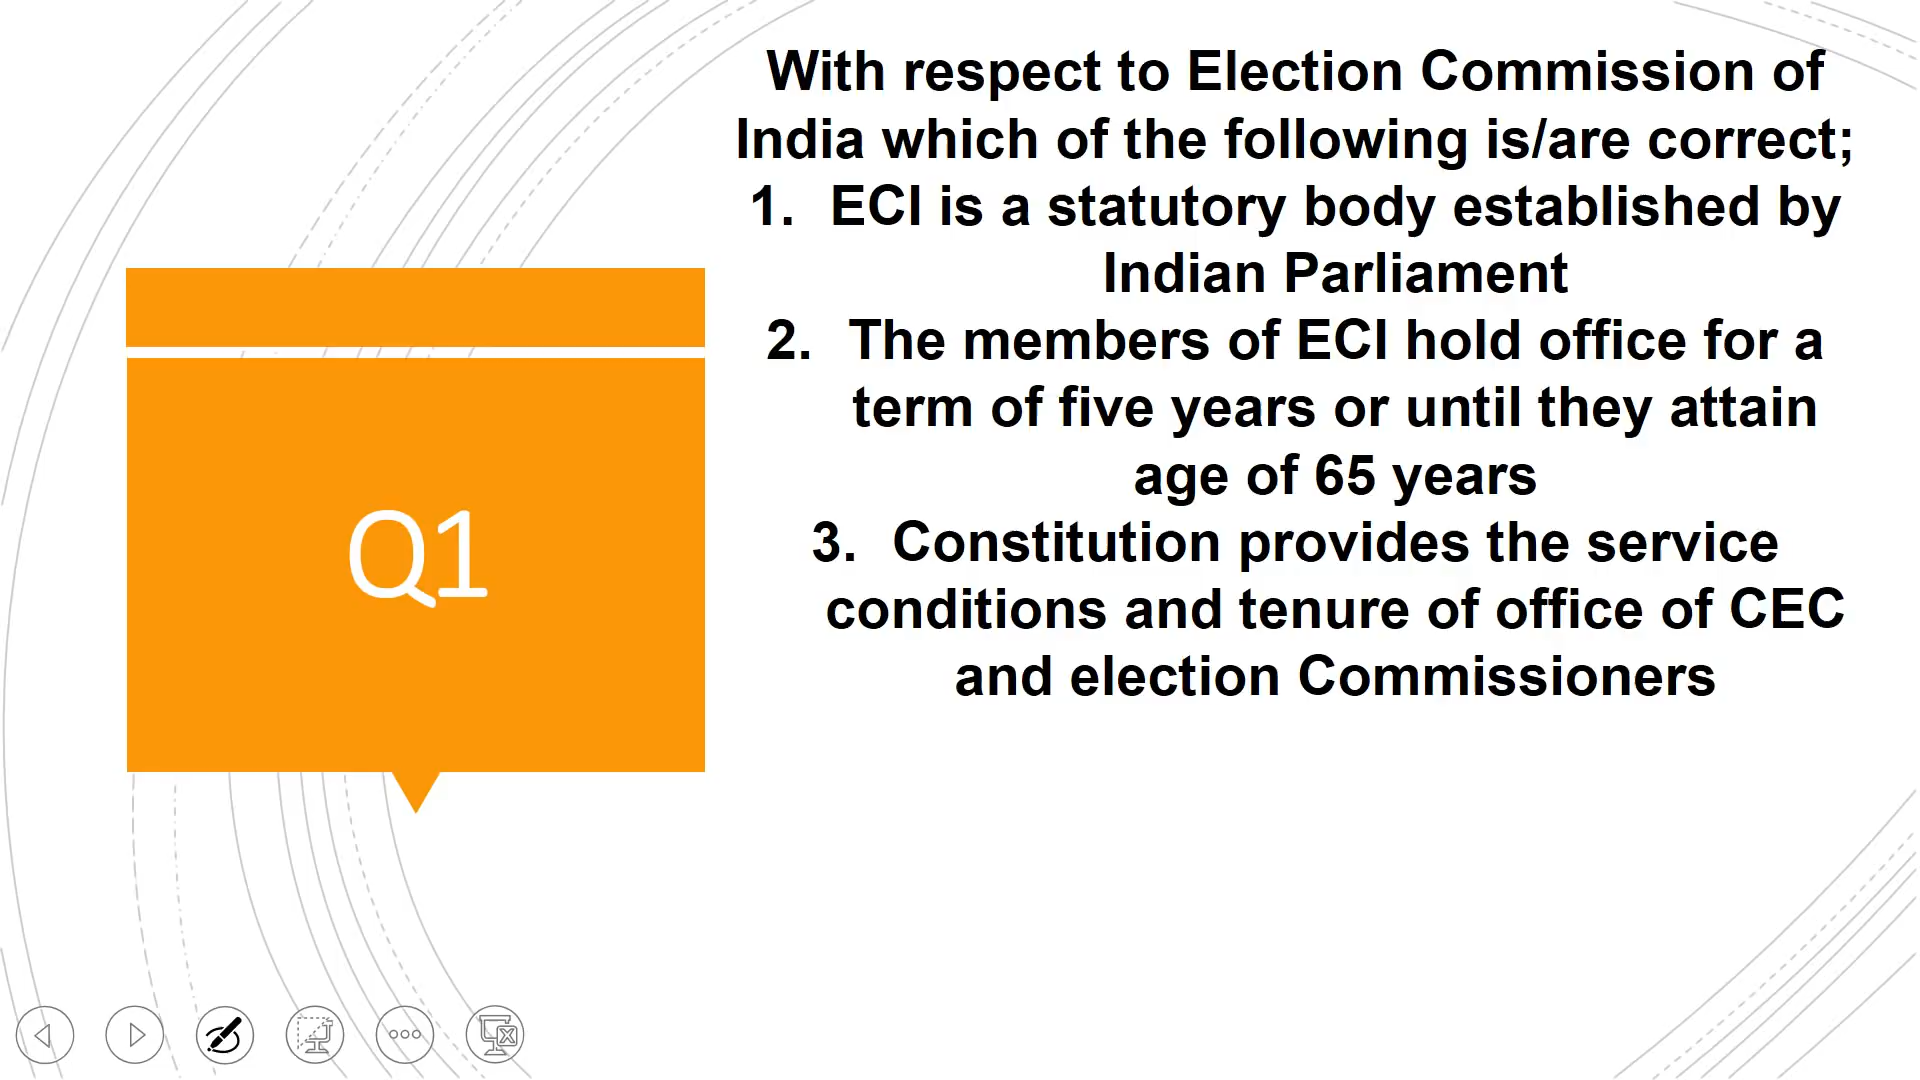 With respect to Election Commission of
India which of the following is/are correct;
1. ECI is a statutory body established by
Indian Parliament
2. The members of ECI hold office for a
term of five years or until they attain
age of 65 years
3. Constitution provides the service
conditions and tenure of office of CEC
and election Commissioners
Q1